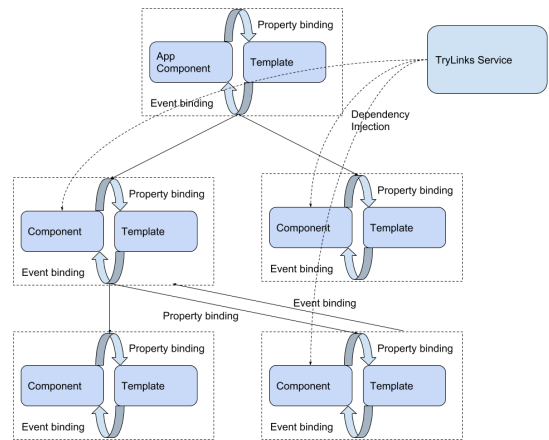 Property binding
App
Component
Template
Event binding
TryLinks Service
Dependency
Injection
Property binding
Component
Template
Event binding
Property binding
Component
Template
Event binding
Event binding
Property binding
Property binding
Component
Template
Event binding
Property binding
Component
Template
Event binding